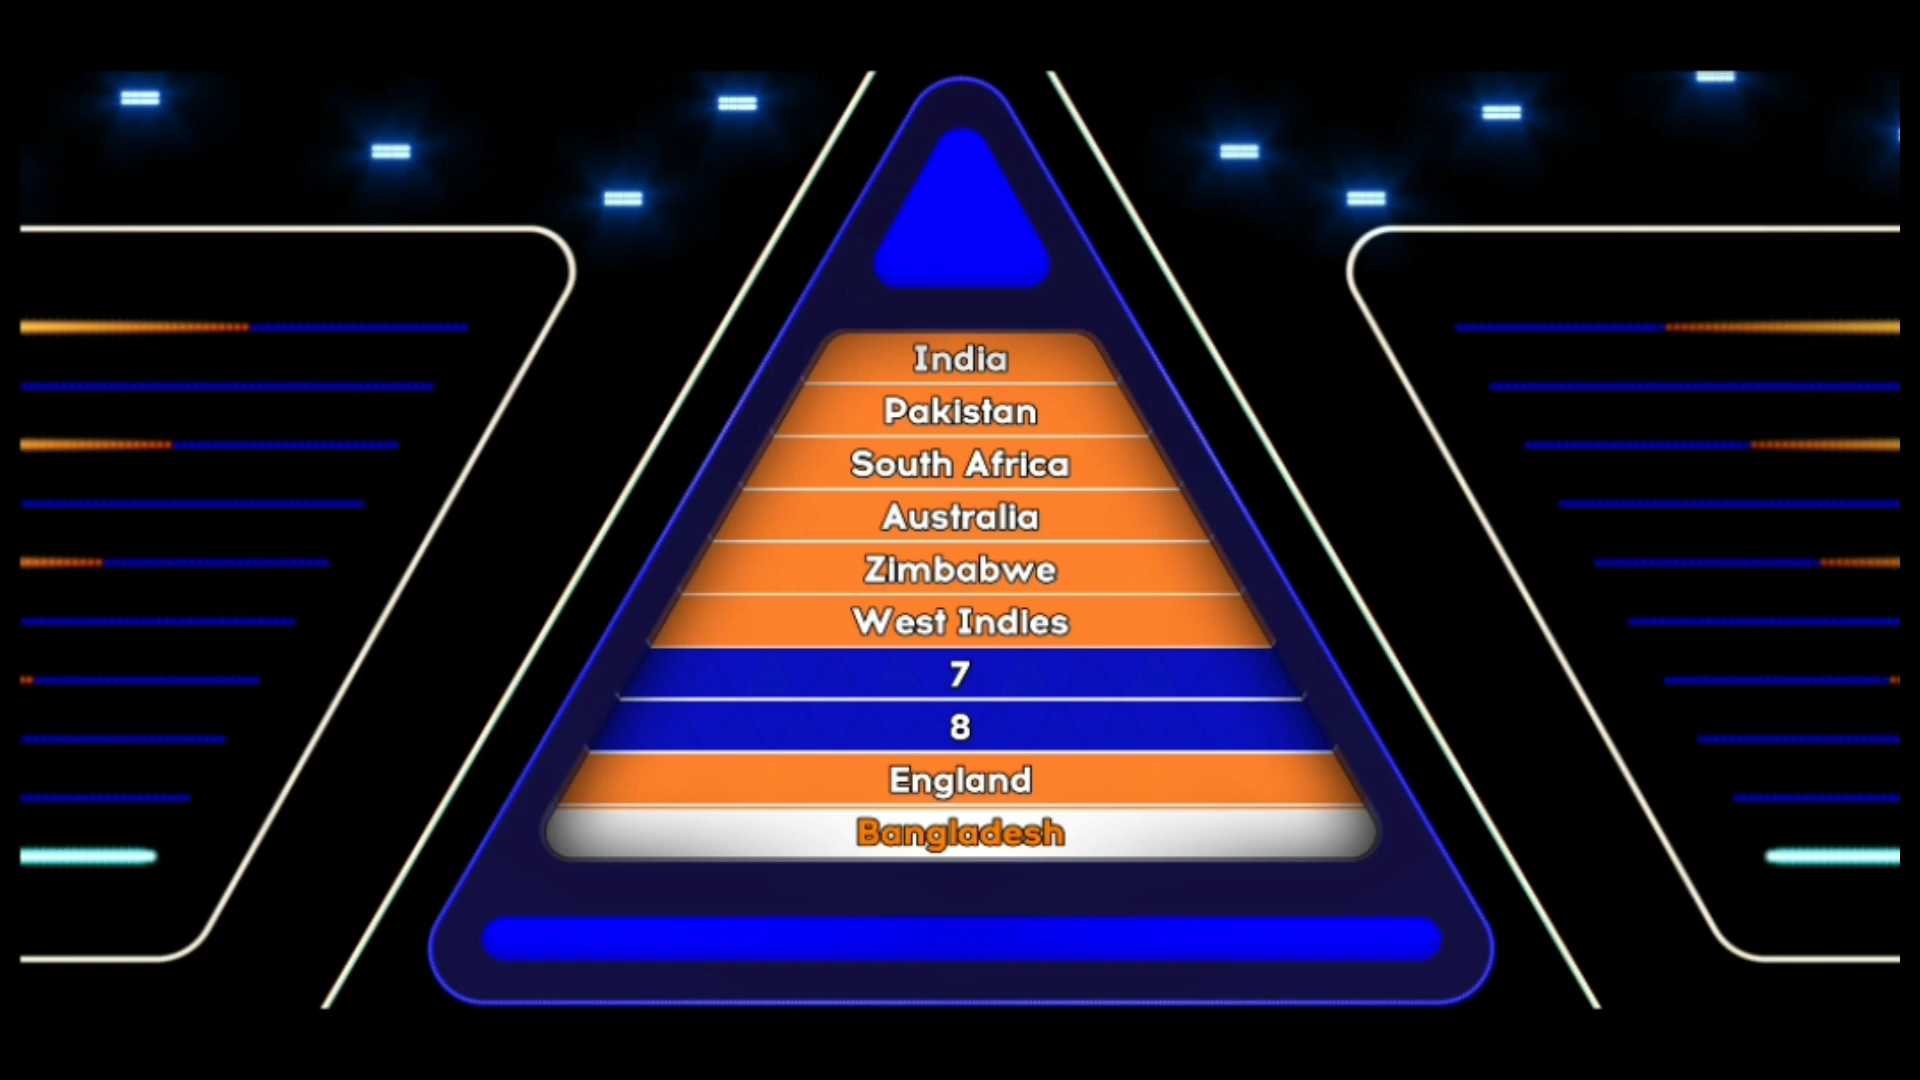 India
Pakistan
South Africa
Australia
Zimbabwe
West Indies
7
8
England
Bangladesh